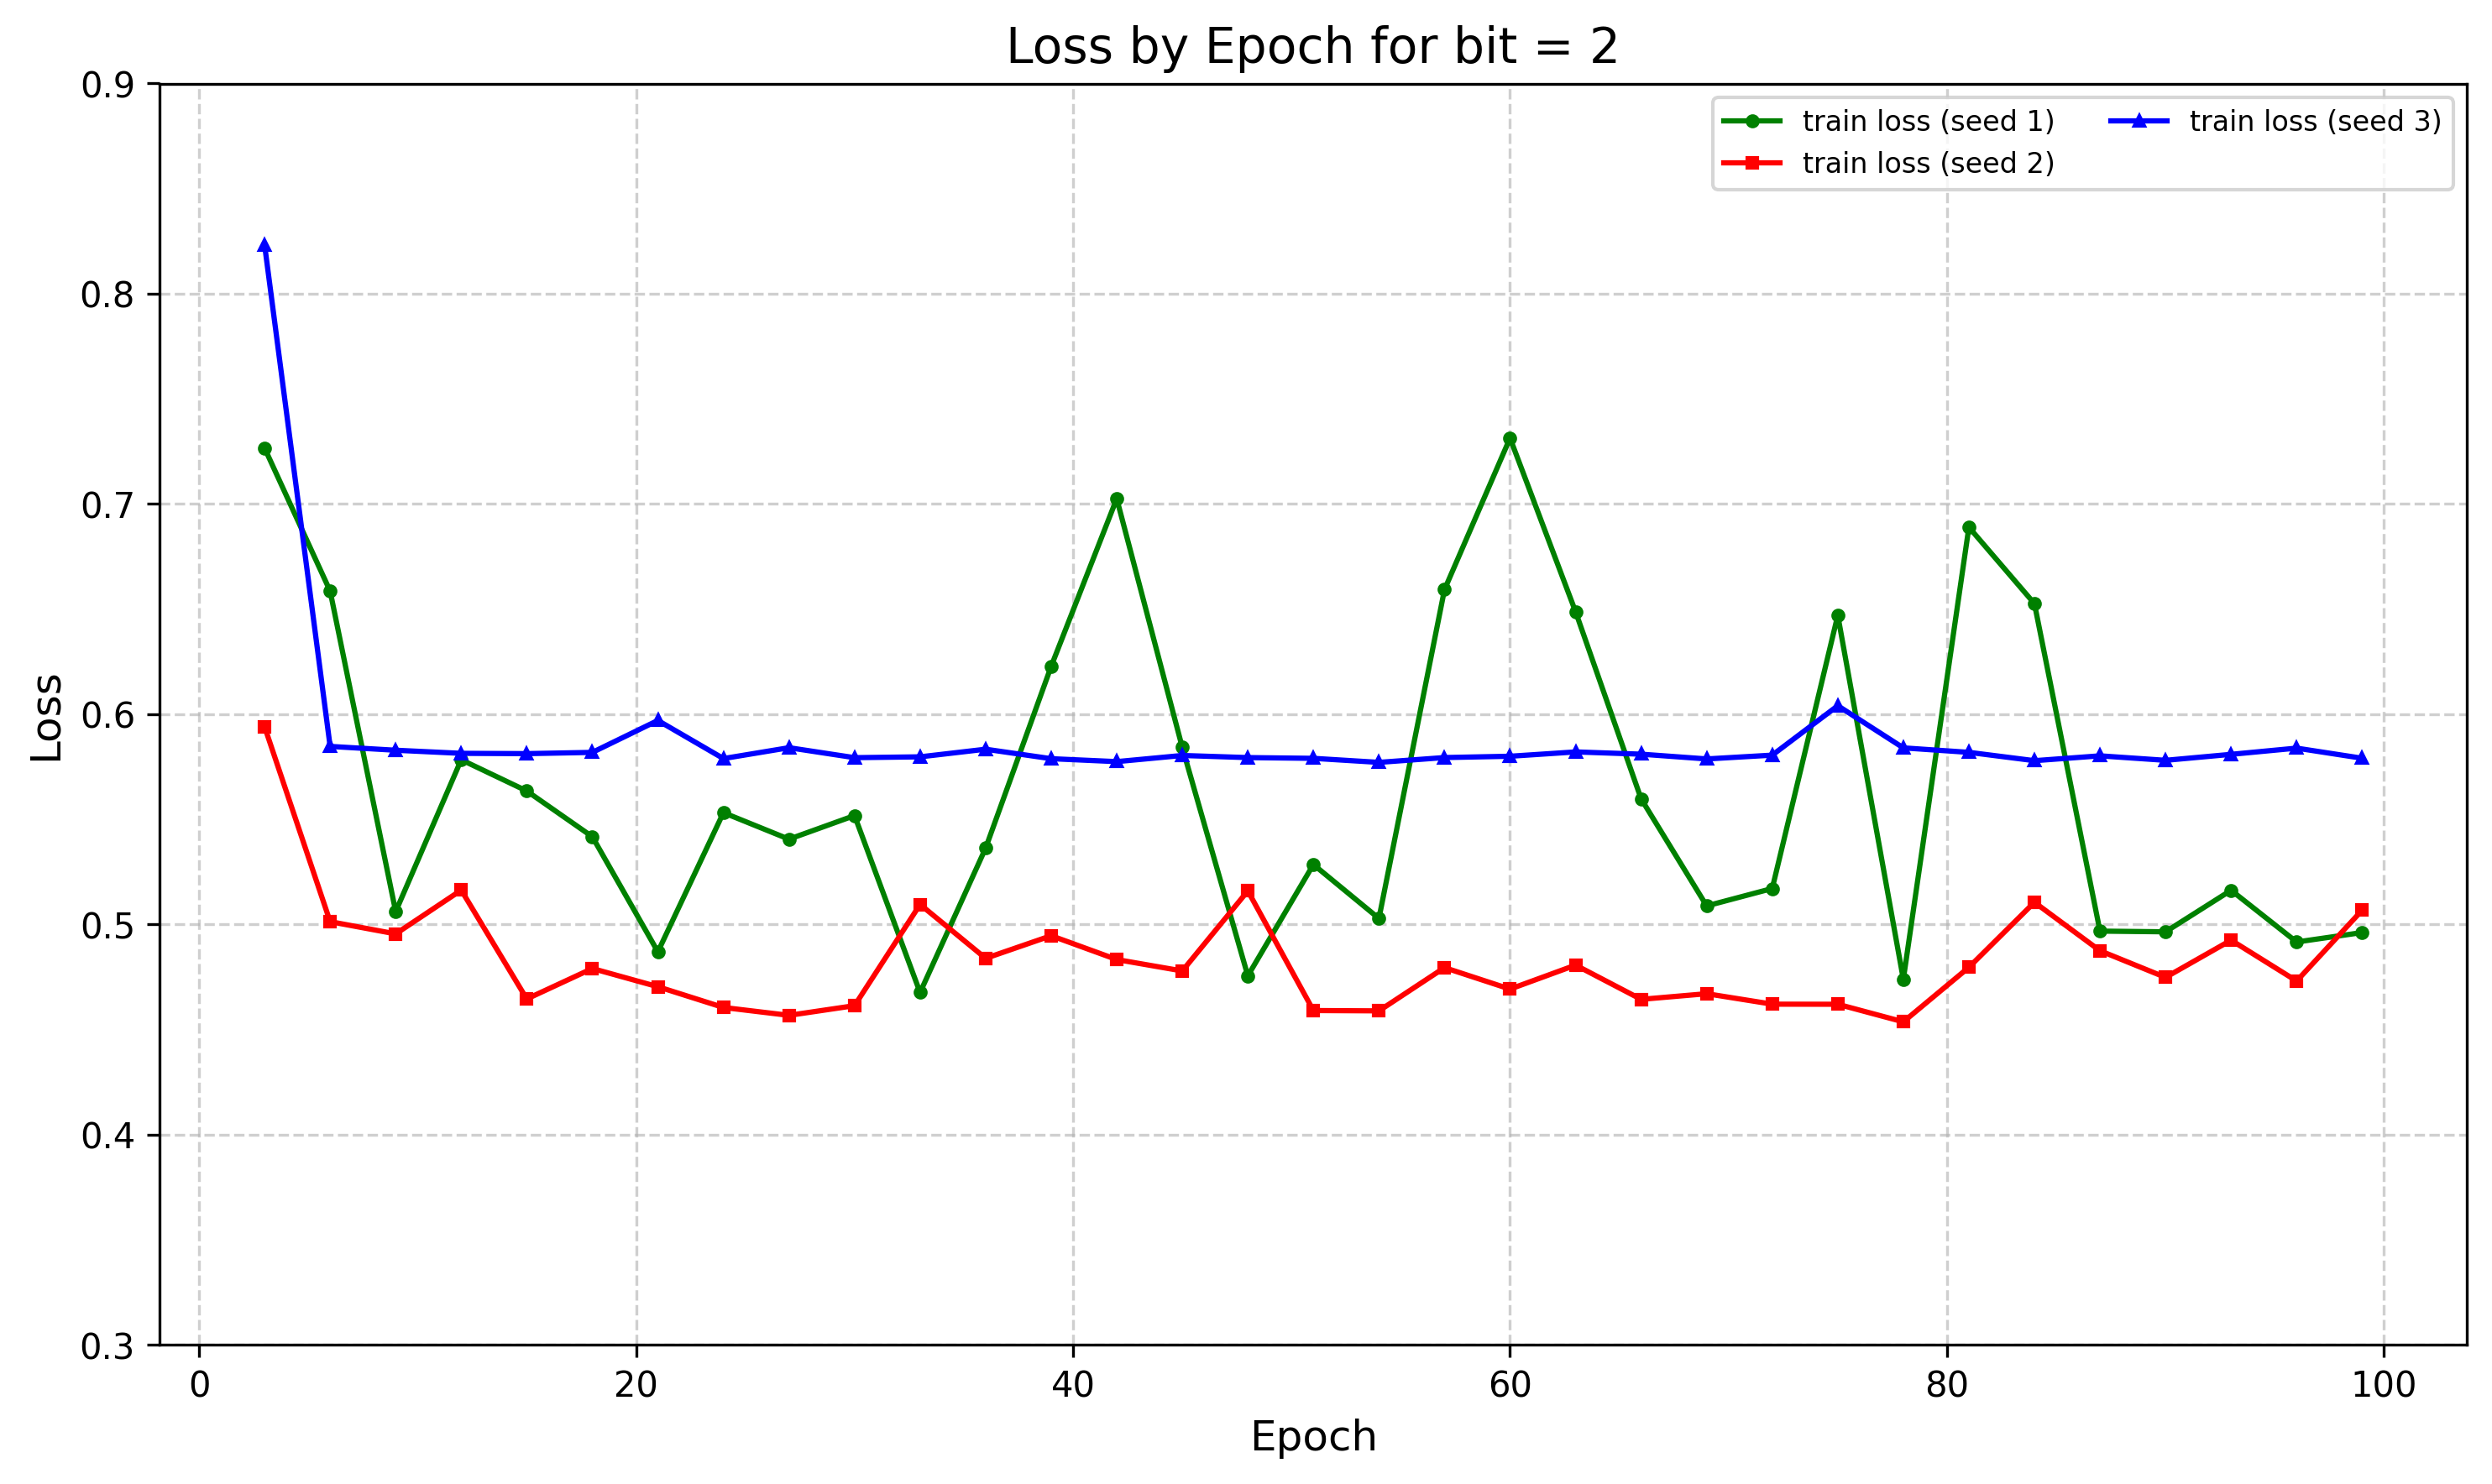 Loss by Epoch for bit = 2
train loss (seed 1)
train loss (seed 2)
train loss (seed 3)
Loss
0.9
0.8
0.7
0.6
0.5
0.4
0.3
0 20 40 60 80 100
Epoch